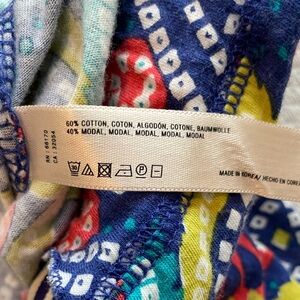 60% COTTON, COTON, ALGODÓN, COTONE, BAUMWOLLE
40% MODAL, MODAL, MODAL, MODAL, MODAL
RN 66170
CA 32054
MADE IN KOREA/ HECHO EN COREA